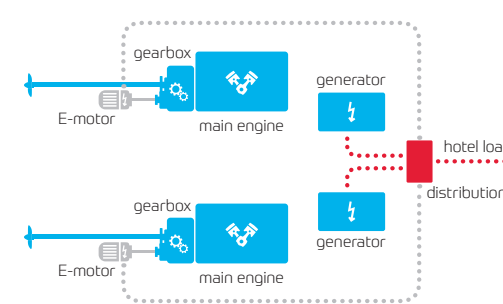 gearbox
generator
E-motor
main engine
hotel loa
distribution
gearbox
generator
E-motor
main engine